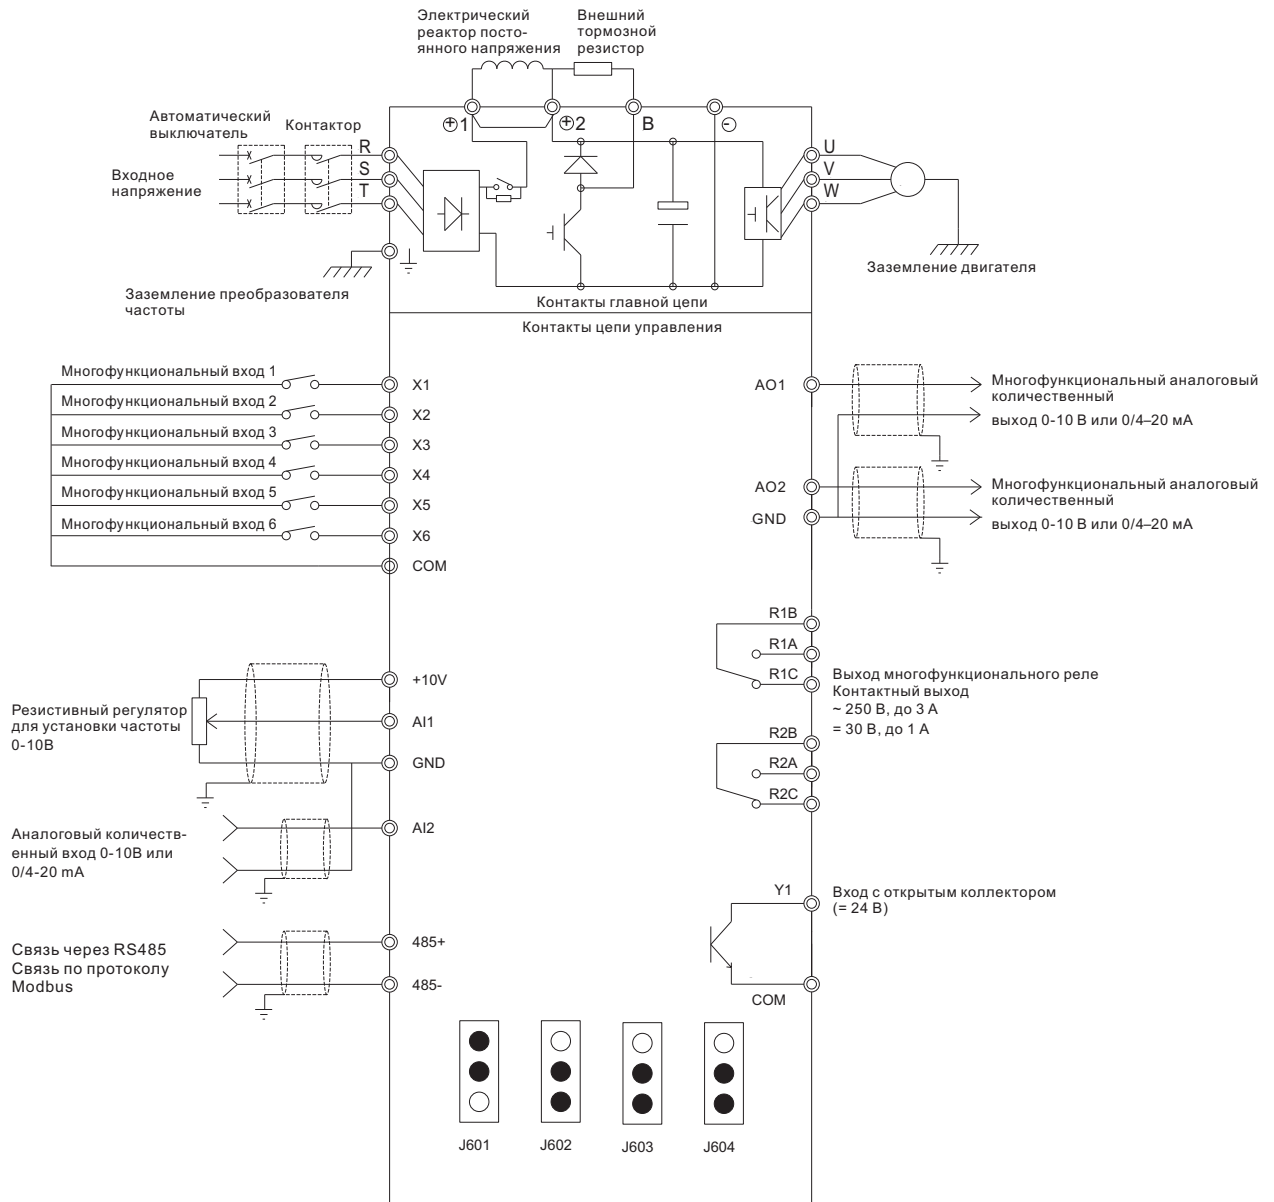 Электрический
реактор посто-
янного напряжения
Внешний
тормозной
резистор
Автоматический
выключатель
Контактор
⊕1
⊕2
B
⊖
Входное
напряжение
R
S
T
U
V
W
Заземление двигателя
Заземление преобразователя
частоты
Контакты главной цепи
Контакты цепи управления
Многофункциональный вход 1
X1
Многофункциональный вход 2
X2
Многофункциональный вход 3
X3
Многофункциональный вход 4
X4
Многофункциональный вход 5
X5
Многофункциональный вход 6
X6
COM
AO1
Многофункциональный аналоговый
количественный
выход 0-10 В или 0/4–20 мА
AO2
GND
Многофункциональный аналоговый
количественный
выход 0-10 В или 0/4–20 мА
R1B
R1A
R1C
Выход многофункционального реле
Контактный выход
~ 250 В, до 3 А
= 30 В, до 1 А
R2B
R2A
R2C
+10V
Резистивный регулятор
для установки частоты
0-10В
AI1
GND
AI2
Аналоговый количеств-
енный вход 0-10В или
0/4-20 mA
Связь через RS485
Связь по протоколу
Modbus
485+
485-
Y1
Вход с открытым коллектором
(= 24 В)
COM
J601
J602
J603
J604